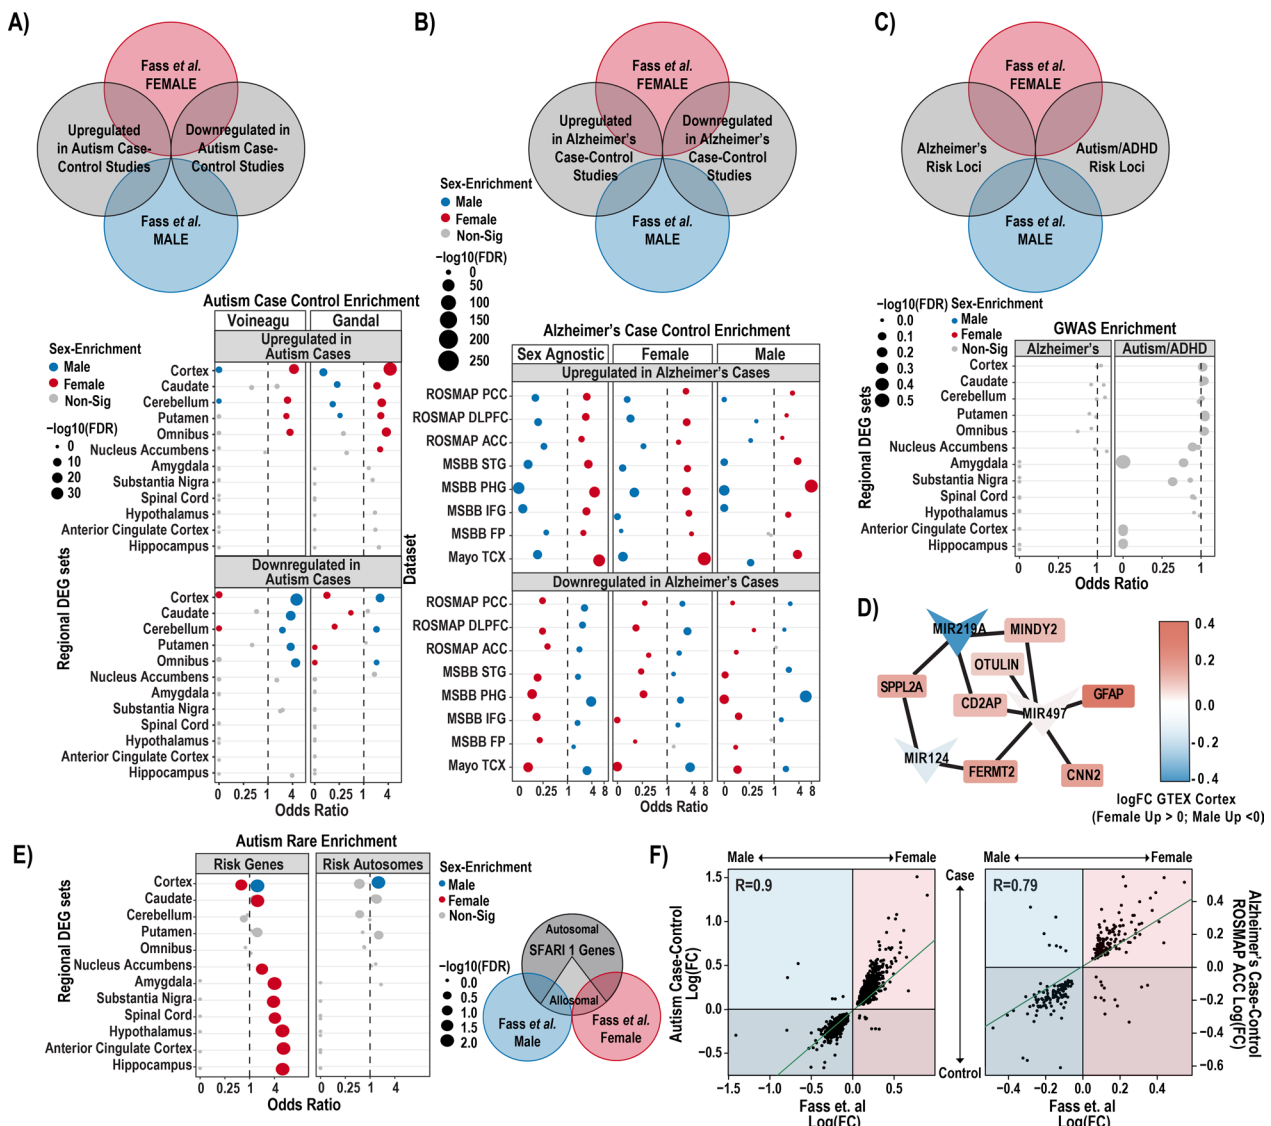 A)
Fass et al.
FEMALE
Upregulated
in Autism Case-
Control Studies
Downregulated in
Autism Case-
Control Studies
Fass et al.
MALE
Autism Case Control Enrichment
Voineagu
Gandal
Upregulated in
Autism Cases
Sex-Enrichment
Male
Female
Non-Sig
−log10(FDR)
0
10
20
30
Regional DEG sets
Cortex
Caudate
Cerebellum
Putamen
Omnibus
Nucleus Accumbens
Amygdala
Substantia Nigra
Spinal Cord
Hypothalamus
Anterior Cingulate Cortex
Hippocampus
Downregulated in
Autism Cases
Cortex
Caudate
Cerebellum
Putamen
Omnibus
Nucleus Accumbens
Amygdala
Substantia Nigra
Spinal Cord
Hypothalamus
Anterior Cingulate Cortex
Hippocampus
0 0.25 1 4 0 0.25 1 4
Odds Ratio
B)
Fass et al.
FEMALE
Upregulated
in Alzheimer's
Case-Control
Studies
Downregulated
in Alzheimer's
Case-Control
Studies
Fass et al.
MALE
Sex-Enrichment
Male
Female
Non-Sig
−log10(FDR)
0
50
100
150
200
250
Alzheimer's Case Control Enrichment
Sex Agnostic
Female
Male
Upregulated in Alzheimer's Cases
Dataset
ROSMAP PCC
ROSMAP DLPFC
ROSMAP ACC
MSBB STG
MSBB PHG
MSBB IFG
MSBB FP
Mayo TCX
Downregulated in Alzheimer's Cases
ROSMAP PCC
ROSMAP DLPFC
ROSMAP ACC
MSBB STG
MSBB PHG
MSBB IFG
MSBB FP
Mayo TCX
0 0.25 1 4 8 0 0.25 1 4 0 0.25 1 4 8
Odds Ratio
C)
Fass et al.
FEMALE
Alzheimer's
Risk Loci
Autism/ADHD
Risk Loci
Fass et al.
MALE
−log10(FDR)
0.0
0.1
0.2
0.3
0.4
0.5
Sex-Enrichment
Male
Female
Non-Sig
GWAS Enrichment
Alzheimer's
Autism/ADHD
Regional DEG sets
Cortex
Caudate
Cerebellum
Putamen
Omnibus
Nucleus Accumbens
Amygdala
Substantia Nigra
Spinal Cord
Hypothalamus
Anterior Cingulate Cortex
Hippocampus
0 0.25 1 0 0.25 1
Odds Ratio
D)
MIR219A
MINDY2
OTULIN
SPPL2A
CD2AP
MIR497
GFAP
MIR124
FERMT2
CNN2
0.4
0.2
0.0
-0.2
-0.4
logFC GTEX Cortex
(Female Up > 0; Male Up <0)
E)
Autism Rare Enrichment
Risk Genes
Risk Autosomes
Regional DEG sets
Cortex
Caudate
Cerebellum
Putamen
Omnibus
Nucleus Accumbens
Amygdala
Substantia Nigra
Spinal Cord
Hypothalamus
Anterior Cingulate Cortex
Hippocampus
0 0.25 1 4 0 0.25 1 4
Odds Ratio
Sex-Enrichment
Male
Female
Non-Sig
−log10(FDR)
0.0
0.5
1.0
1.5
2.0
Autosomal
SFARI 1 Genes
Allosomal
Fass et al.
Male
Fass et al.
Female
F)
Male
Female
R=0.9
Autism Case-Control
Log(FC)
1.5
1.0
0.5
0.0
−0.5
−1.5 −1.0 −0.5 0.0 0.5
Fass et. al
Log(FC)
Case
Control
Male
Female
R=0.79
0.4
0.2
0.0
−0.2
−0.4
−0.6
Alzheimer's Case-Control
ROSMAP ACC Log(FC)
−0.4 −0.2 0.0 0.2 0.4
Fass et. al
Log(FC)